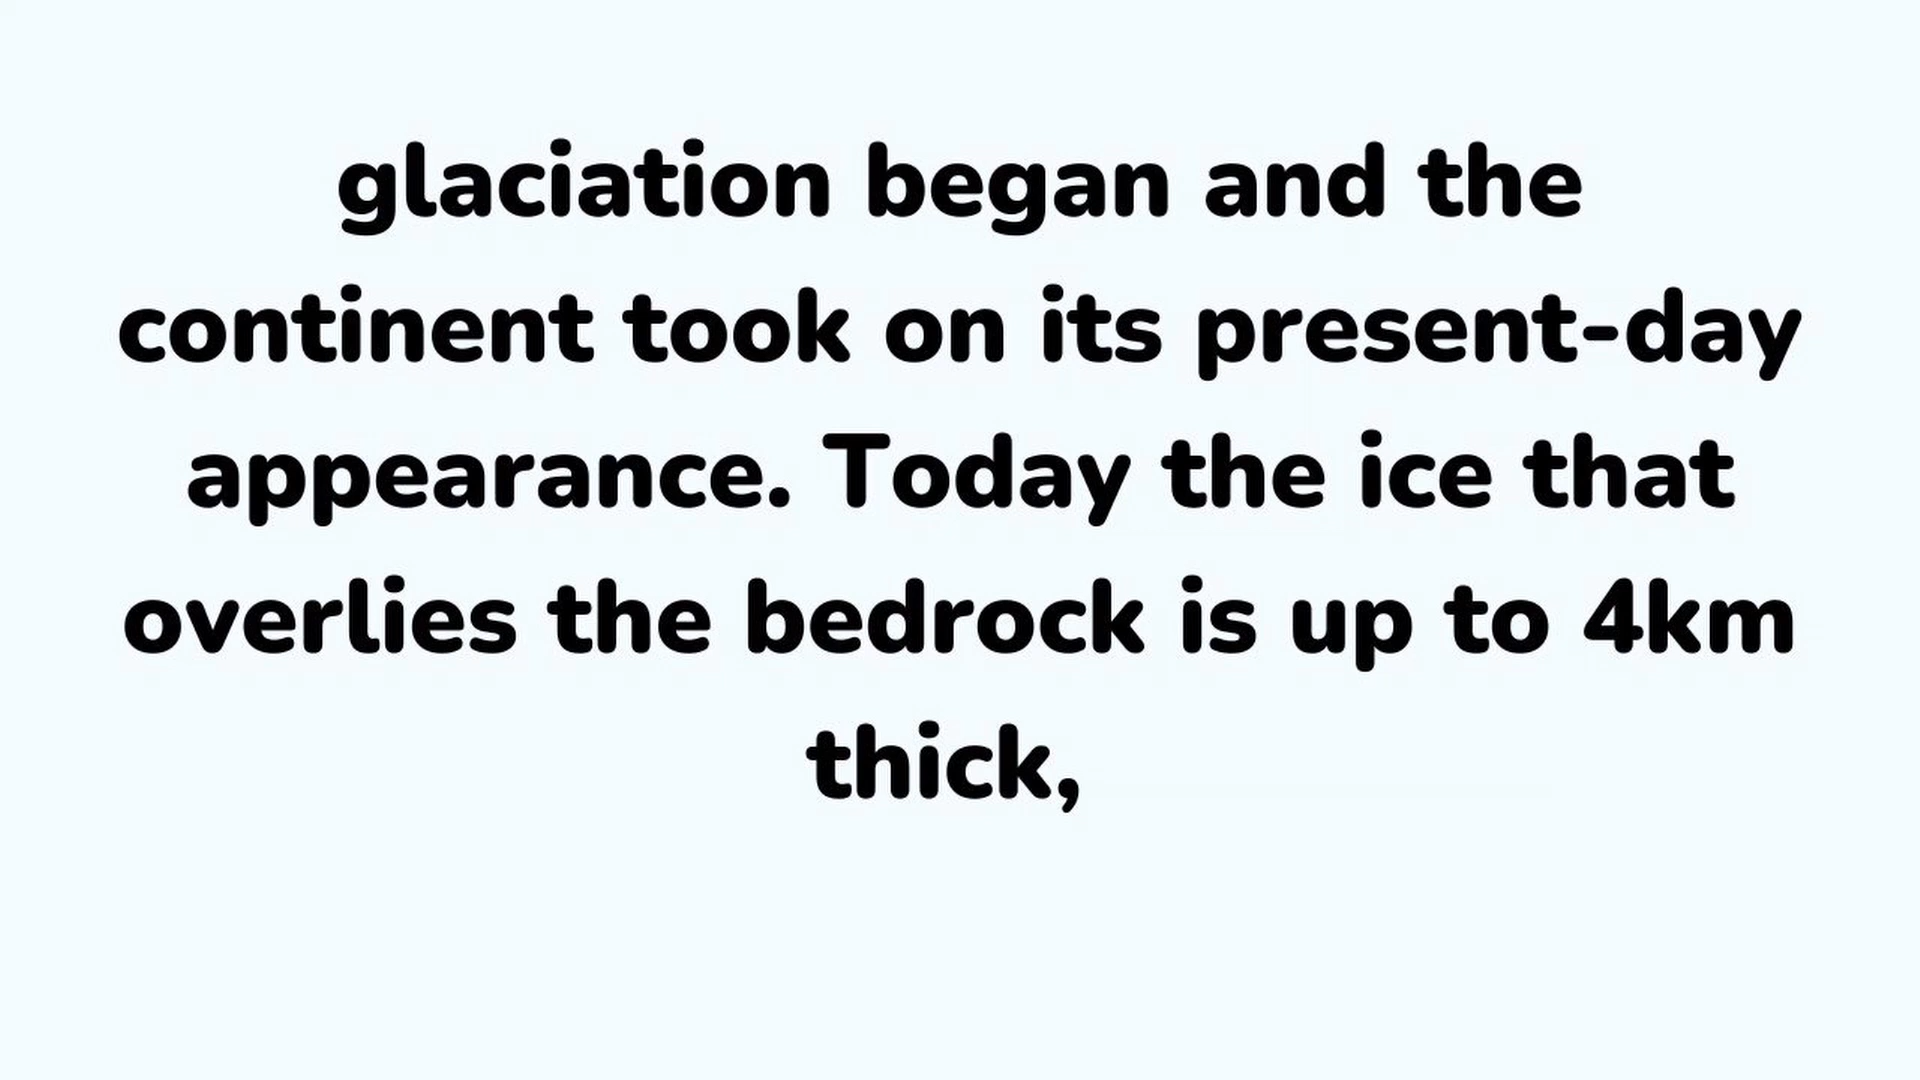 glaciation began and the
continent took on its present-day
appearance. Today the ice that
overlies the bedrock is up to 4km
thick,